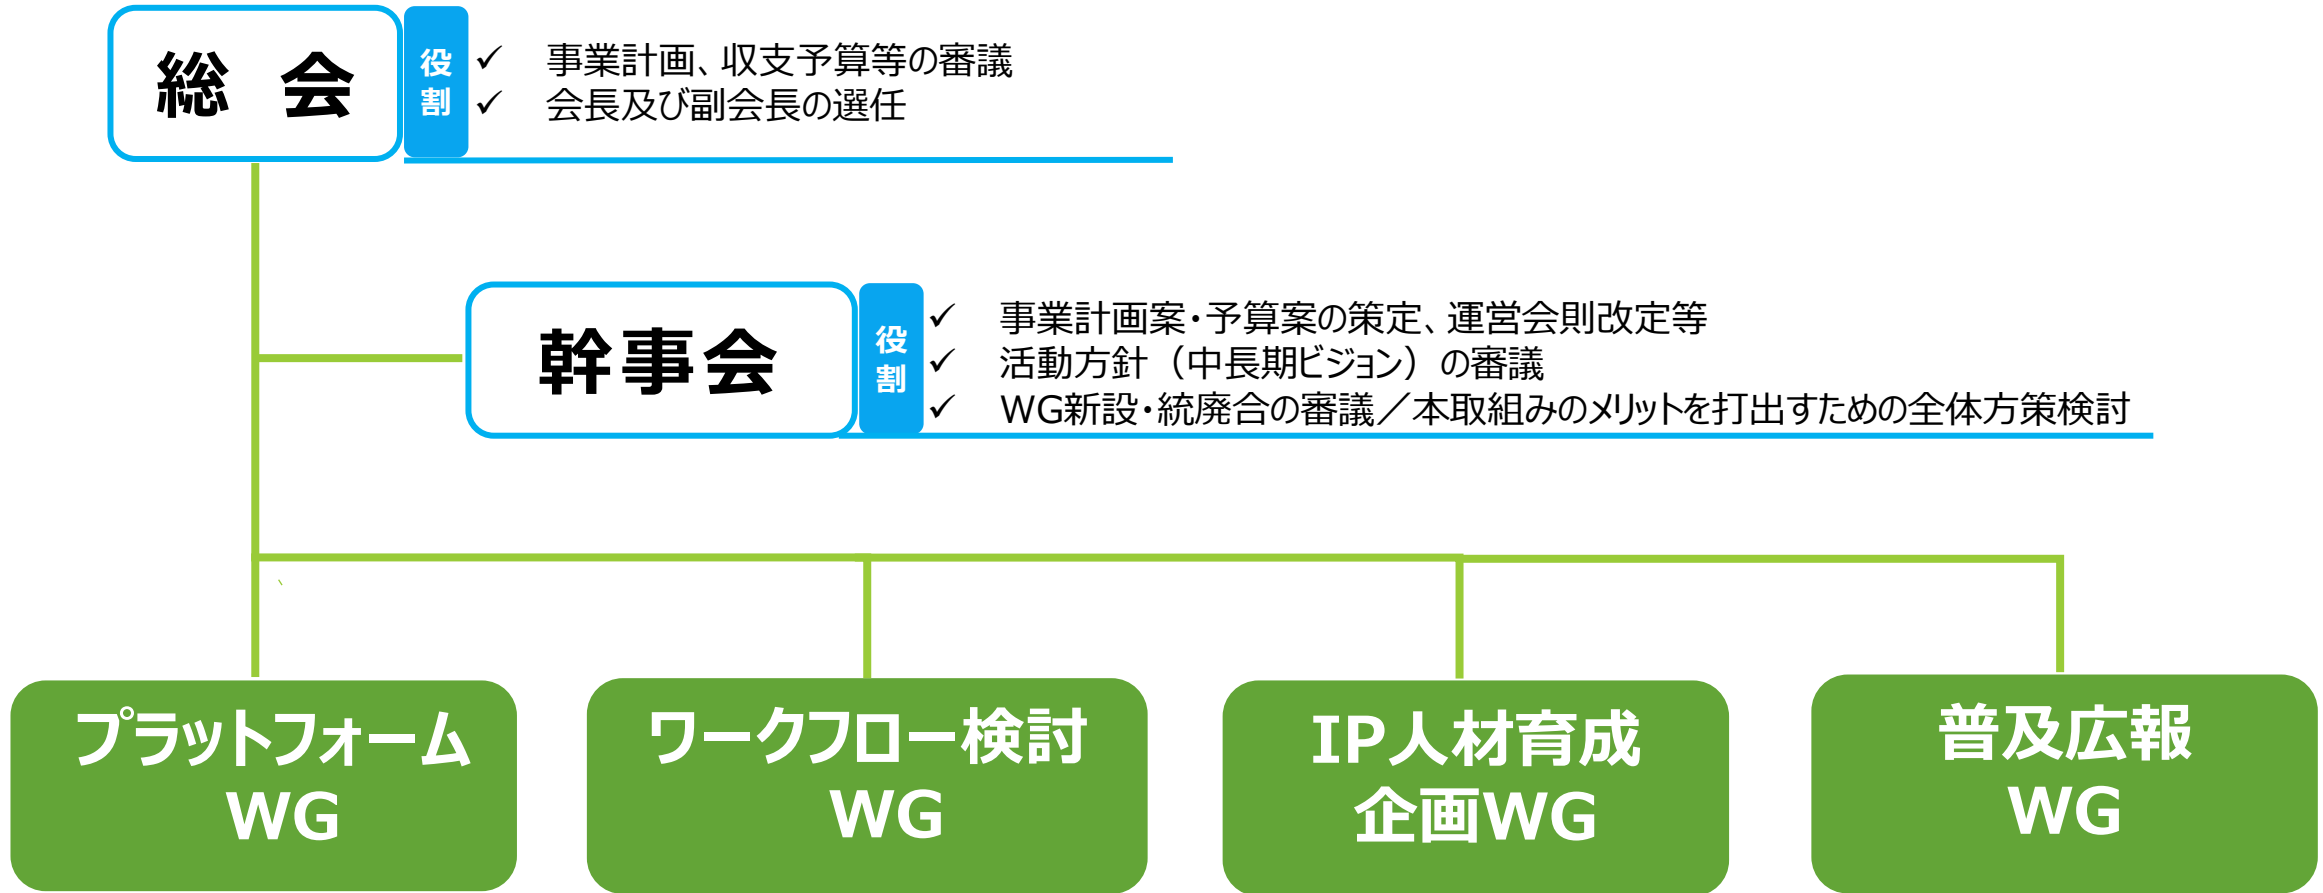 総　会
役
割
✓ 事業計画、収支予算等の審議
✓ 会長及び副会長の選任
幹事会
役
割
✓ 事業計画案・予算案の策定、運営会則改定等
✓ 活動方針（中長期ビジョン）の審議
✓ WG新設・統廃合の審議／本取組みのメリットを打出すための全体方策検討
、
プラットフォーム
WG
ワークフロー検討
WG
IP人材育成
企画WG
普及広報
WG